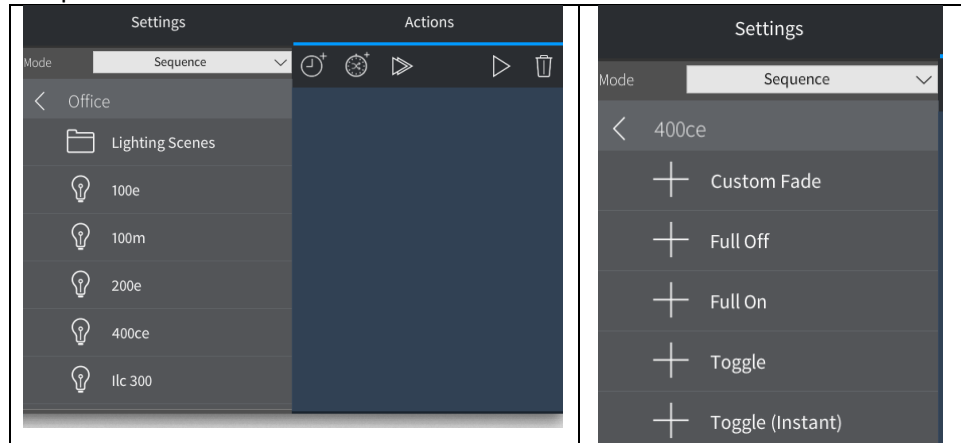 Settings
Actions
Mode
Sequence
Office
Lighting Scenes
100e
100m
200e
400ce
Ilc 300
Settings
Mode
Sequence
400ce
Custom Fade
Full Off
Full On
Toggle
Toggle (Instant)